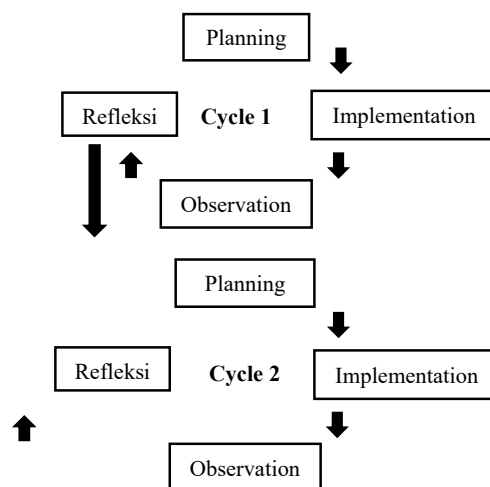 Planning
Refleksi
Cycle 1
Implementation
Observation
Planning
Refleksi
Cycle 2
Implementation
Observation